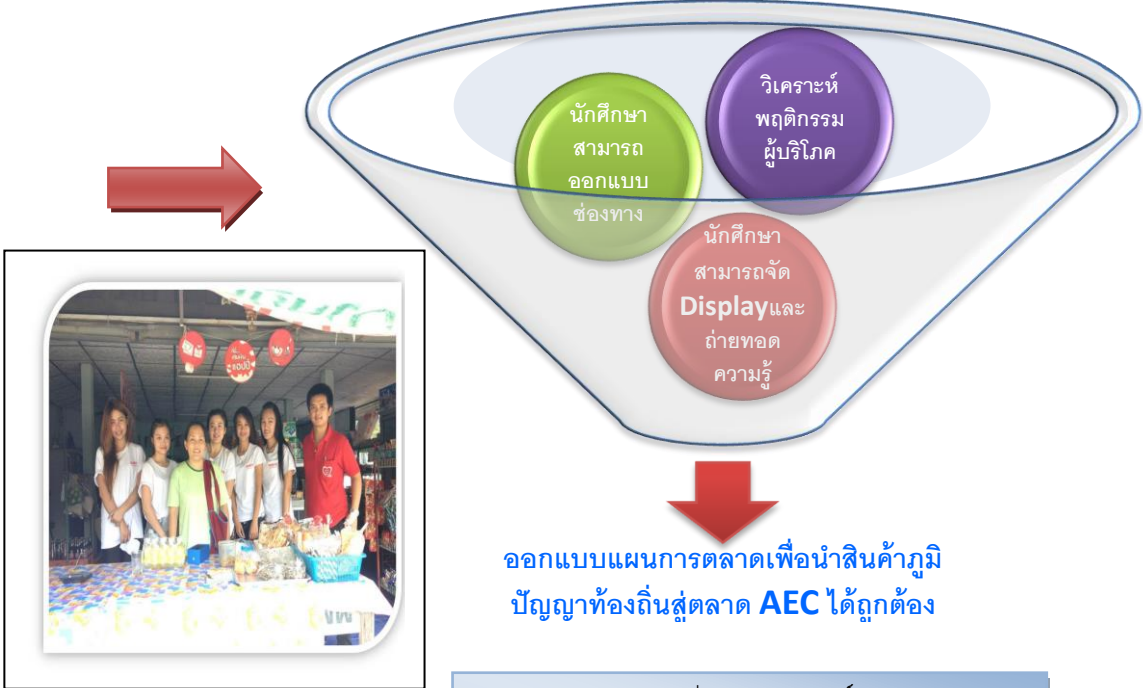 วิเคราะห์
พฤติกรรม
ผู้บริโภค
นักศึกษา
สามารถ
ออกแบบ
ช่องทาง
นักศึกษา
สามารถจัด
Displayและ
ถ่ายทอด
ความรู้
ออกแบบแผนการตลาดเพื่อนำสินค้าภูมิ
ปัญญาท้องถิ่นสู่ตลาด AEC ได้ถูกต้อง